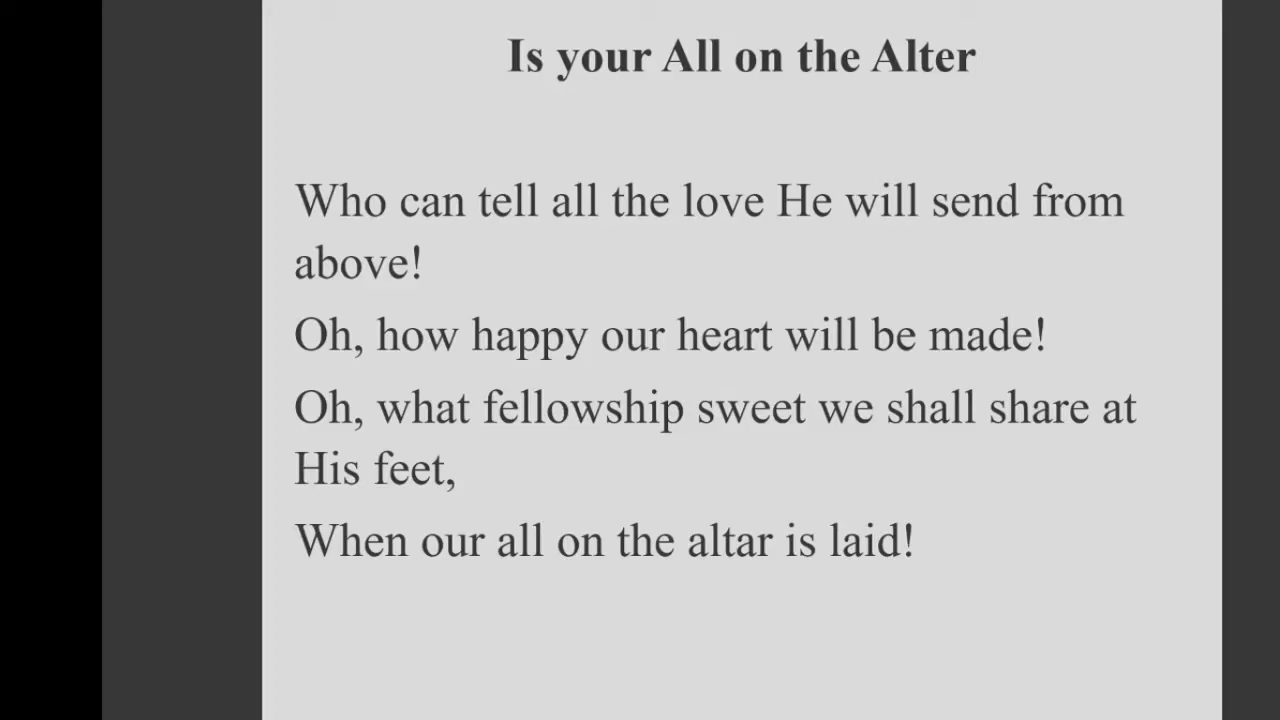 Is your All on the Alter
Who can tell all the love He will send from
above!
Oh, how happy our heart will be made!
Oh, what fellowship sweet we shall share at
His feet,
When our all on the altar is laid!